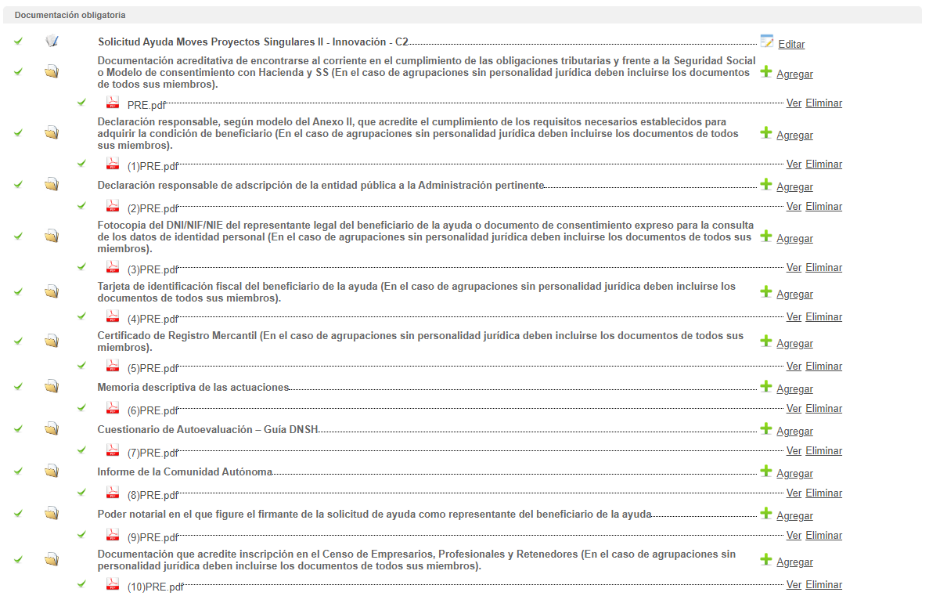 Documentación obligatoria
Solicitud Ayuda Moves Proyectos Singulares II - Innovación - C2 Editar
Documentación acreditativa de encontrarse al corriente en el cumplimiento de las obligaciones tributarias y frente a la Seguridad Social
o Modelo de consentimiento con Hacienda y SS (En el caso de agrupaciones sin personalidad jurídica deben incluirse los documentos Agregar
de todos sus miembros).
PRE.pdf Ver Eliminar
Declaración responsable, según modelo del Anexo II, que acredite el cumplimiento de los requisitos necesarios establecidos para
adquirir la condición de beneficiario (En el caso de agrupaciones sin personalidad jurídica deben incluirse los documentos de todos Agregar
sus miembros).
(1)PRE.pdf Ver Eliminar
Declaración responsable de adscripción de la entidad pública a la Administración pertinente Agregar
(2)PRE.pdf Ver Eliminar
Fotocopia del DNI/NIF/NIE del representante legal del beneficiario de la ayuda o documento de consentimiento expreso para la consulta
de los datos de identidad personal (En el caso de agrupaciones sin personalidad jurídica deben incluirse los documentos de todos sus Agregar
miembros).
(3)PRE.pdf Ver Eliminar
Tarjeta de identificación fiscal del beneficiario de la ayuda (En el caso de agrupaciones sin personalidad jurídica deben incluirse los Agregar
documentos de todos sus miembros).
(4)PRE.pdf Ver Eliminar
Certificado de Registro Mercantil (En el caso de agrupaciones sin personalidad jurídica deben incluirse los documentos de todos sus Agregar
miembros).
(5)PRE.pdf Ver Eliminar
Memoria descriptiva de las actuaciones Agregar
(6)PRE.pdf Ver Eliminar
Cuestionario de Autoevaluación – Guía DNSH Agregar
(7)PRE.pdf Ver Eliminar
Informe de la Comunidad Autónoma Agregar
(8)PRE.pdf Ver Eliminar
Poder notarial en el que figure el firmante de la solicitud de ayuda como representante del beneficiario de la ayuda Agregar
(9)PRE.pdf Ver Eliminar
Documentación que acredite inscripción en el Censo de Empresarios, Profesionales y Retenedores (En el caso de agrupaciones sin Agregar
personalidad jurídica deben incluirse los documentos de todos sus miembros).
(10)PRE.pdf Ver Eliminar